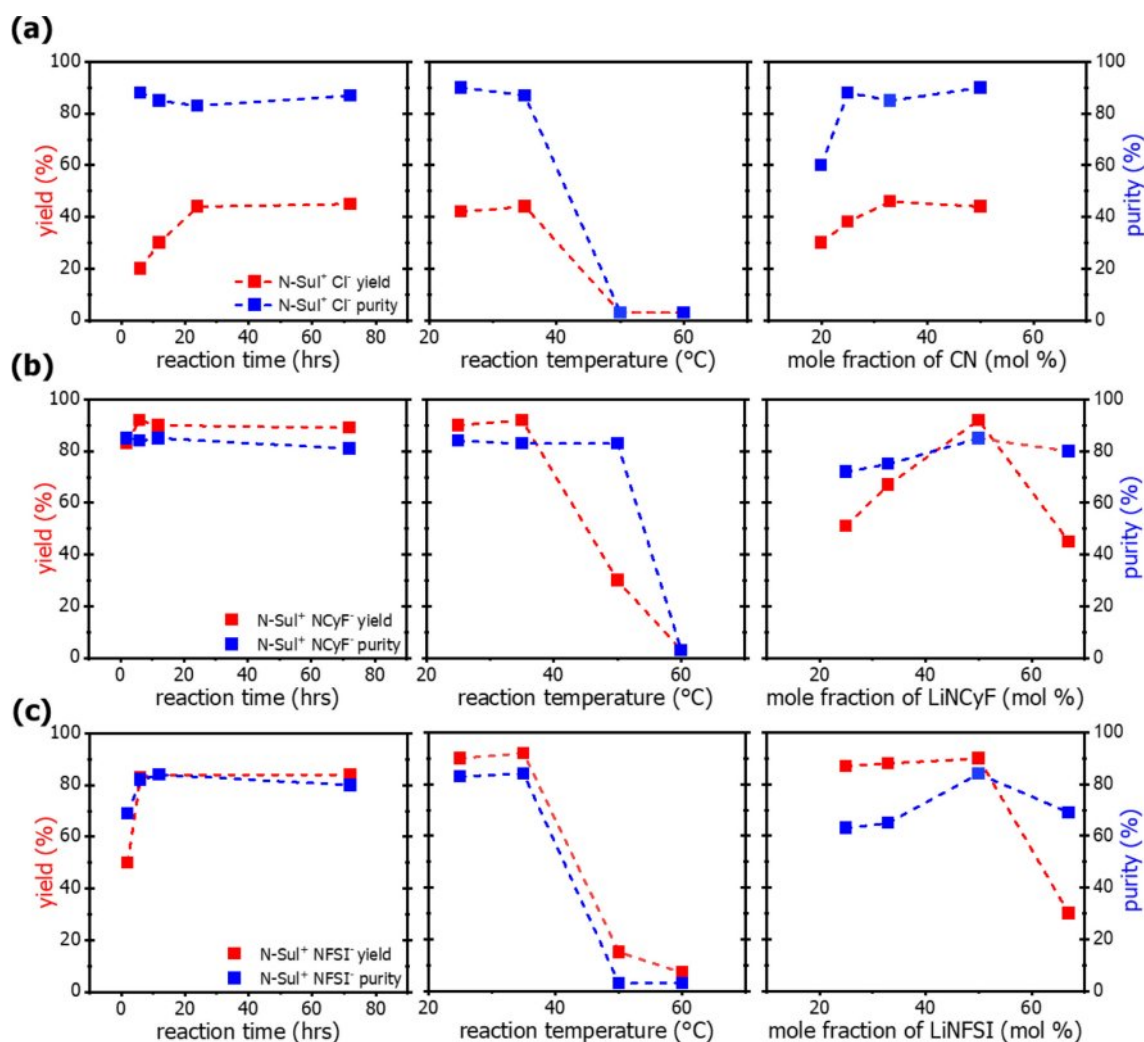 (a)
100
80
60
40
20
0
yield (%)
N-Sul⁺ Cl⁻ yield
N-Sul⁺ Cl⁻ purity
0 20 40 60 80
reaction time (hrs)
20 40 60
reaction temperature (°C)
20 40 60
mole fraction of CN (mol %)
100
80
60
40
20
0
purity (%)
(b)
100
80
60
40
20
0
yield (%)
N-Sul⁺ NCyF⁻ yield
N-Sul⁺ NCyF⁻ purity
0 20 40 60 80
reaction time (hrs)
20 40 60
reaction temperature (°C)
20 40 60
mole fraction of LiNCyF (mol %)
100
80
60
40
20
0
purity (%)
(c)
100
80
60
40
20
0
yield (%)
N-Sul⁺ NFSI⁻ yield
N-Sul⁺ NFSI⁻ purity
0 20 40 60 80
reaction time (hrs)
20 40 60
reaction temperature (°C)
20 40 60
mole fraction of LiNFSI (mol %)
100
80
60
40
20
0
purity (%)